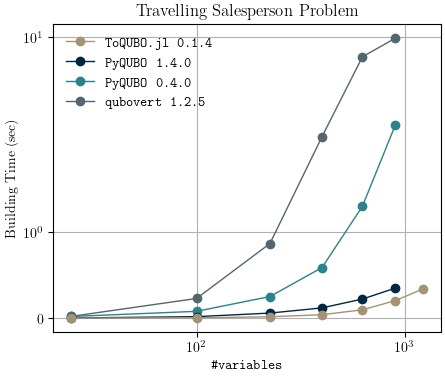 Travelling Salesperson Problem
10¹
ToQUBO.jl 0.1.4
PyQUBO 1.4.0
PyQUBO 0.4.0
qubovert 1.2.5
Building Time (sec)
10⁰
0
10² 10³
#variables